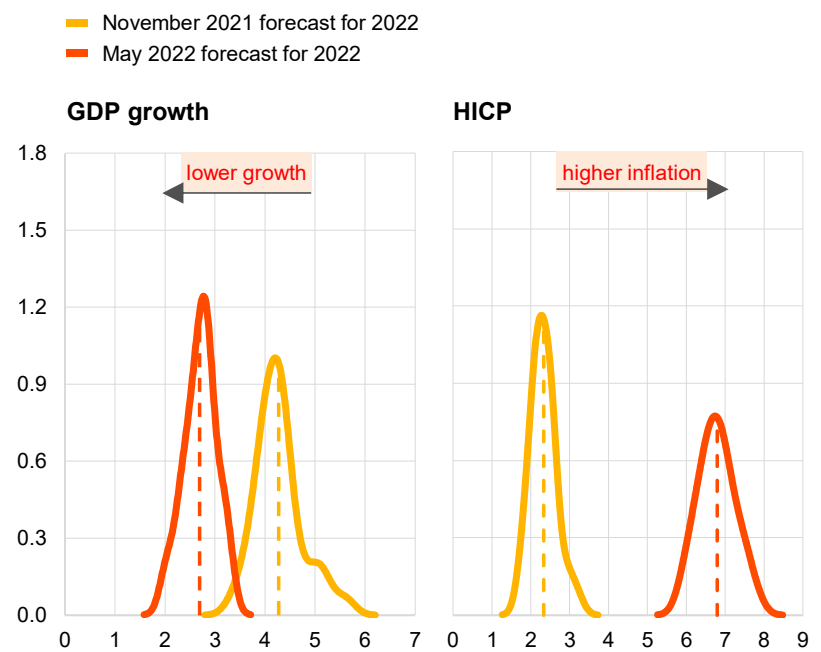 November 2021 forecast for 2022
May 2022 forecast for 2022
GDP growth
HICP
lower growth
higher inflation
1.8
1.5
1.2
0.9
0.6
0.3
0.0
0 1 2 3 4 5 6 7
0 1 2 3 4 5 6 7 8 9